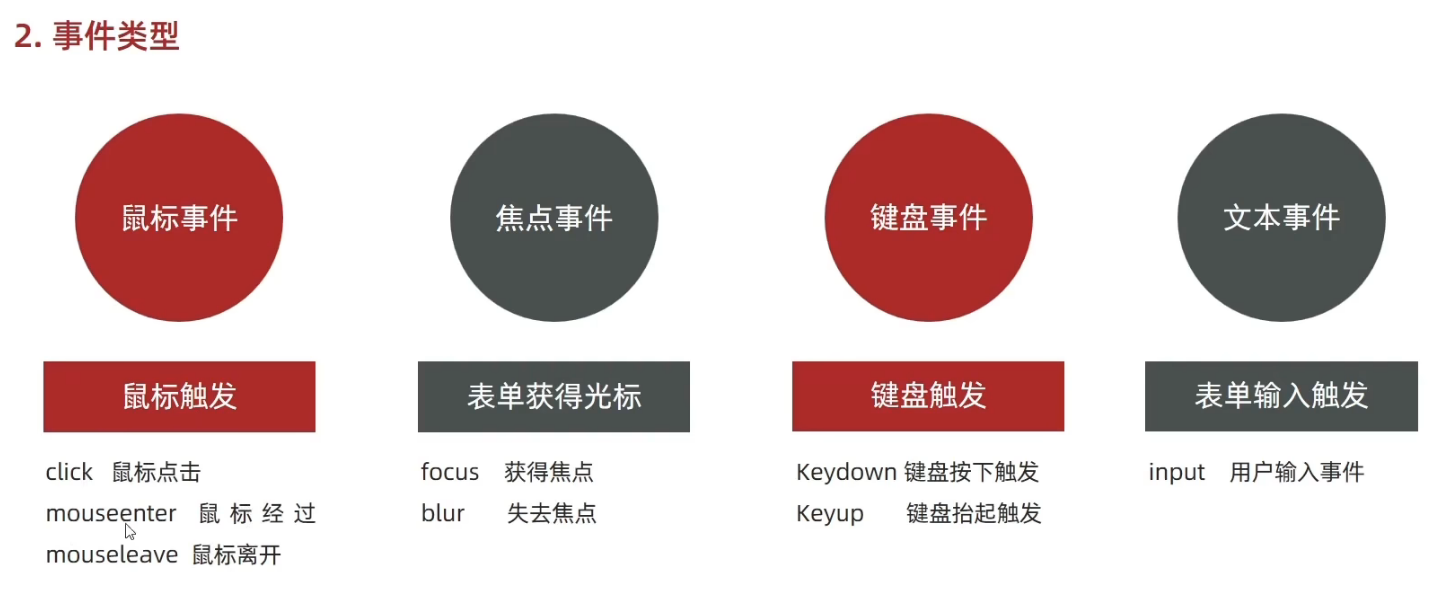 2. 事件类型
鼠标事件
焦点事件
键盘事件
文本事件
鼠标触发
表单获得光标
键盘触发
表单输入触发
click 鼠标点击
mouseenter 鼠标经过
mouseleave 鼠标离开
focus 获得焦点
blur 失去焦点
Keydown 键盘按下触发
Keyup 键盘抬起触发
input 用户输入事件